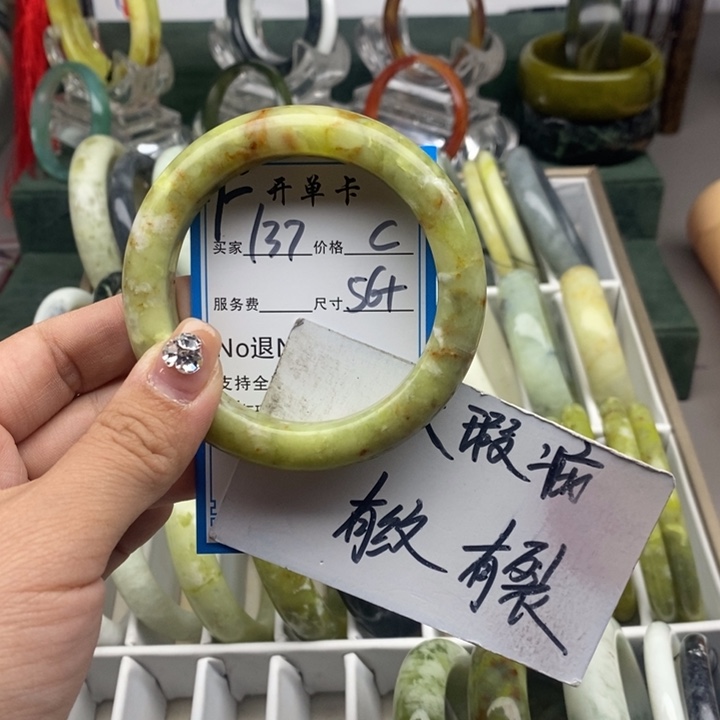 开单卡
买家 137 价格 C
服务费 尺寸 56+
No退
支持全
瑕病
有纹 有裂